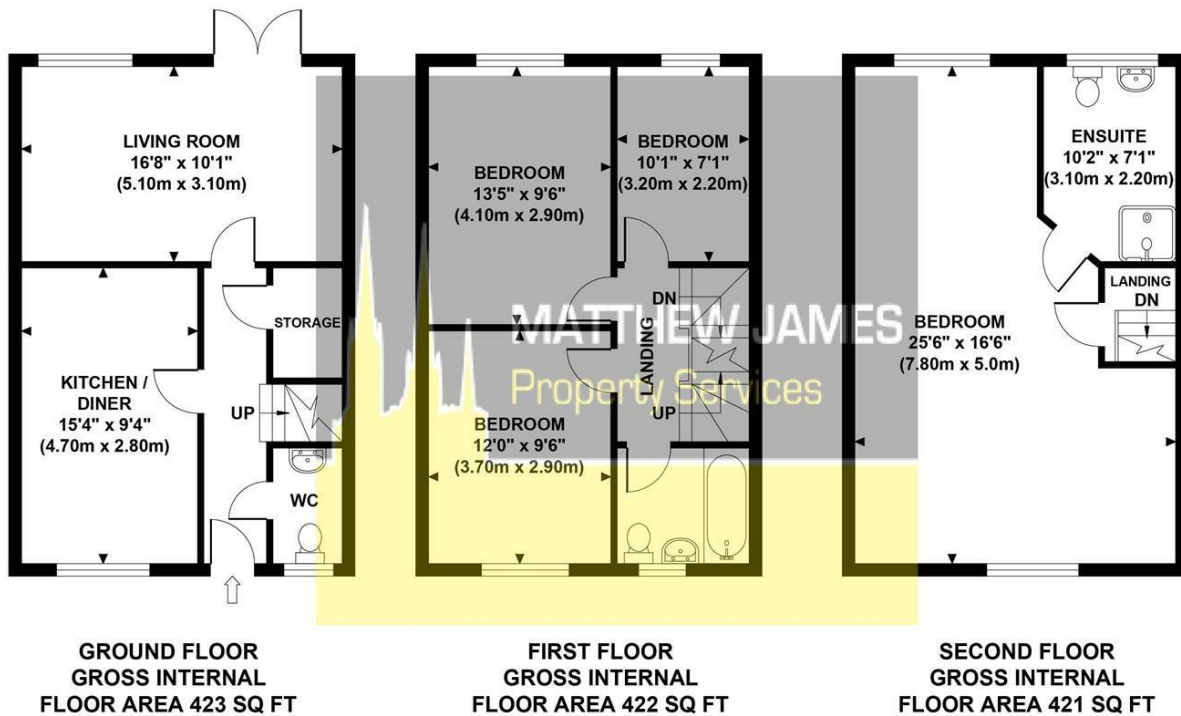 LIVING ROOM
16'8" x 10'1"
(5.10m x 3.10m)
KITCHEN /
DINER
15'4" x 9'4"
(4.70m x 2.80m)
STORAGE
UP
WC
GROUND FLOOR
GROSS INTERNAL
FLOOR AREA 423 SQ FT
BEDROOM
13'5" x 9'6"
(4.10m x 2.90m)
BEDROOM
10'1" x 7'1"
(3.20m x 2.20m)
DN
LANDING
UP
BEDROOM
12'0" x 9'6"
(3.70m x 2.90m)
MATTHEW JAMES
Property Services
FIRST FLOOR
GROSS INTERNAL
FLOOR AREA 422 SQ FT
ENSUITE
10'2" x 7'1"
(3.10m x 2.20m)
LANDING
DN
BEDROOM
25'6" x 16'6"
(7.80m x 5.0m)
SECOND FLOOR
GROSS INTERNAL
FLOOR AREA 421 SQ FT